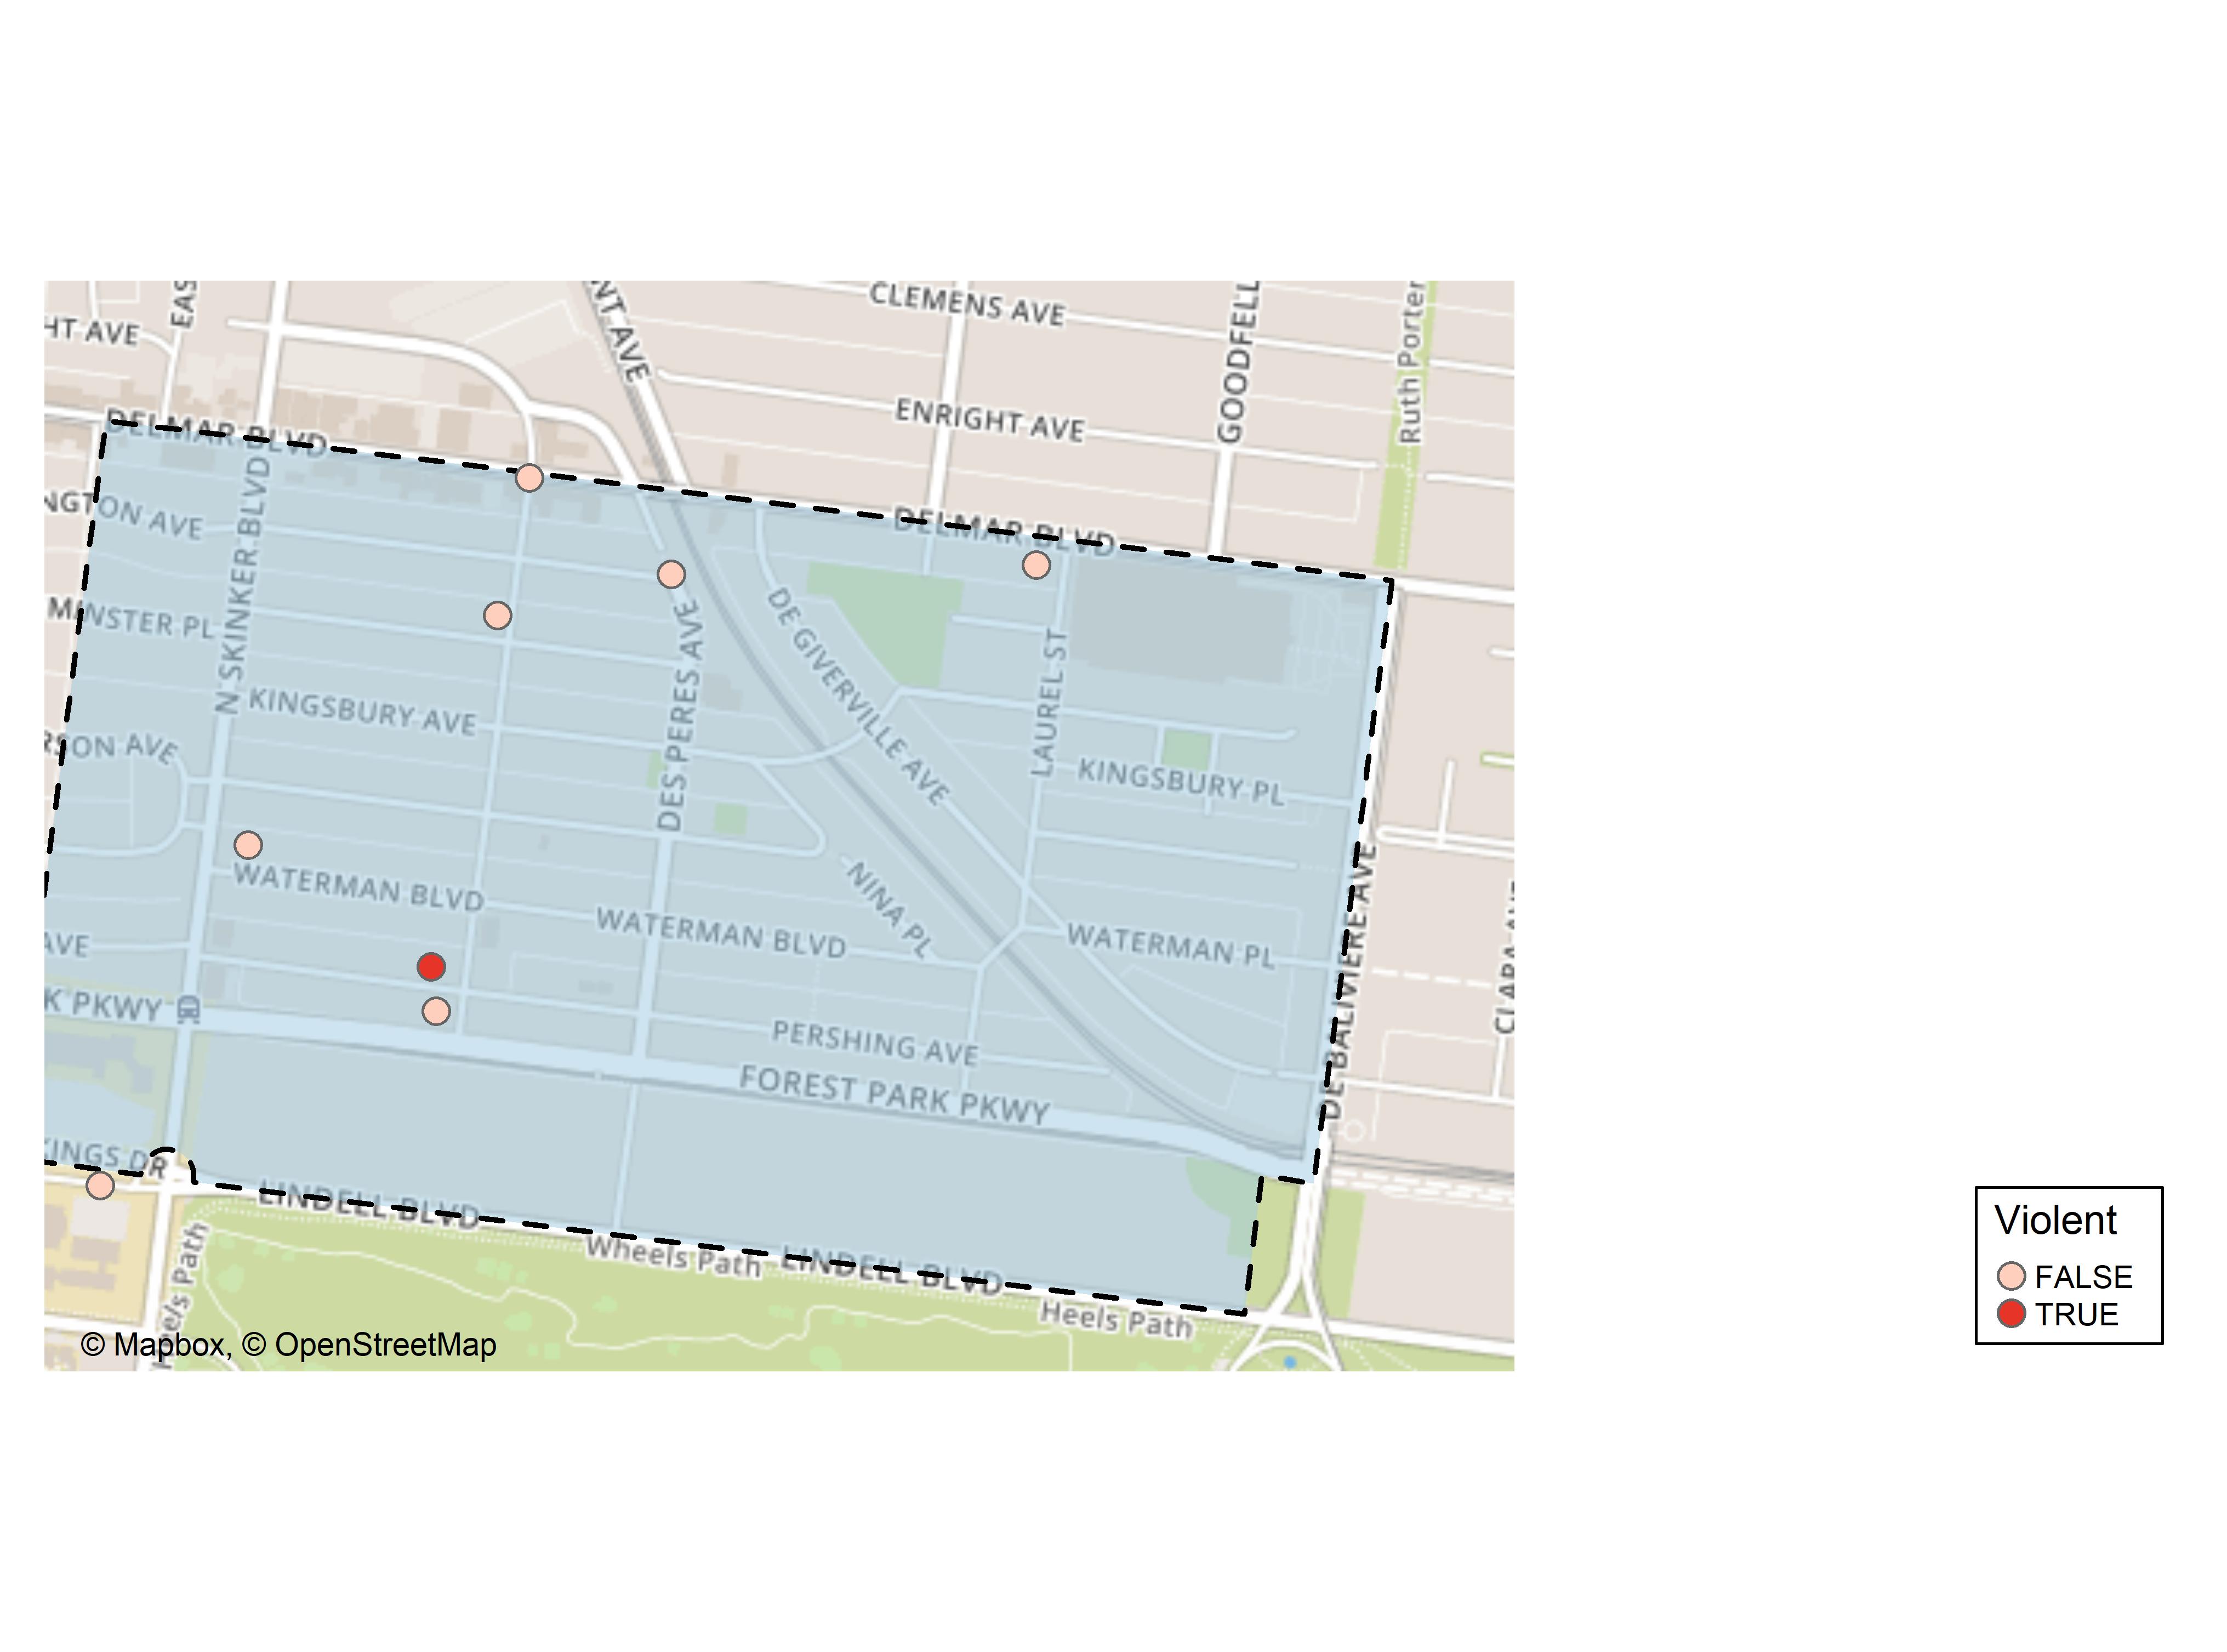 CLEMENS AVE
EAS
NT AVE
GOODFELL
Ruth Porter
HT AVE
ENRIGHT AVE
DELMAR BLVD
NGTON AVE
DELMAR BLVD
N SKINKER BLVD
MINSTER PL
DES PERES AVE
DE GIVERVILLE AVE
LAUREL ST
KINGSBURY AVE
RSON AVE
KINGSBURY PL
WATERMAN BLVD
NINA PL
WATERMAN BLVD
WATERMAN PL
AVE
DE BALIVIERE AVE
CLARA AVE
K PKWY
PERSHING AVE
FOREST PARK PKWY
KINGS DR
LINDELL BLVD
Wheels Path
LINDELL BLVD
Heels Path
heels Path
© Mapbox, © OpenStreetMap
Violent
FALSE
TRUE